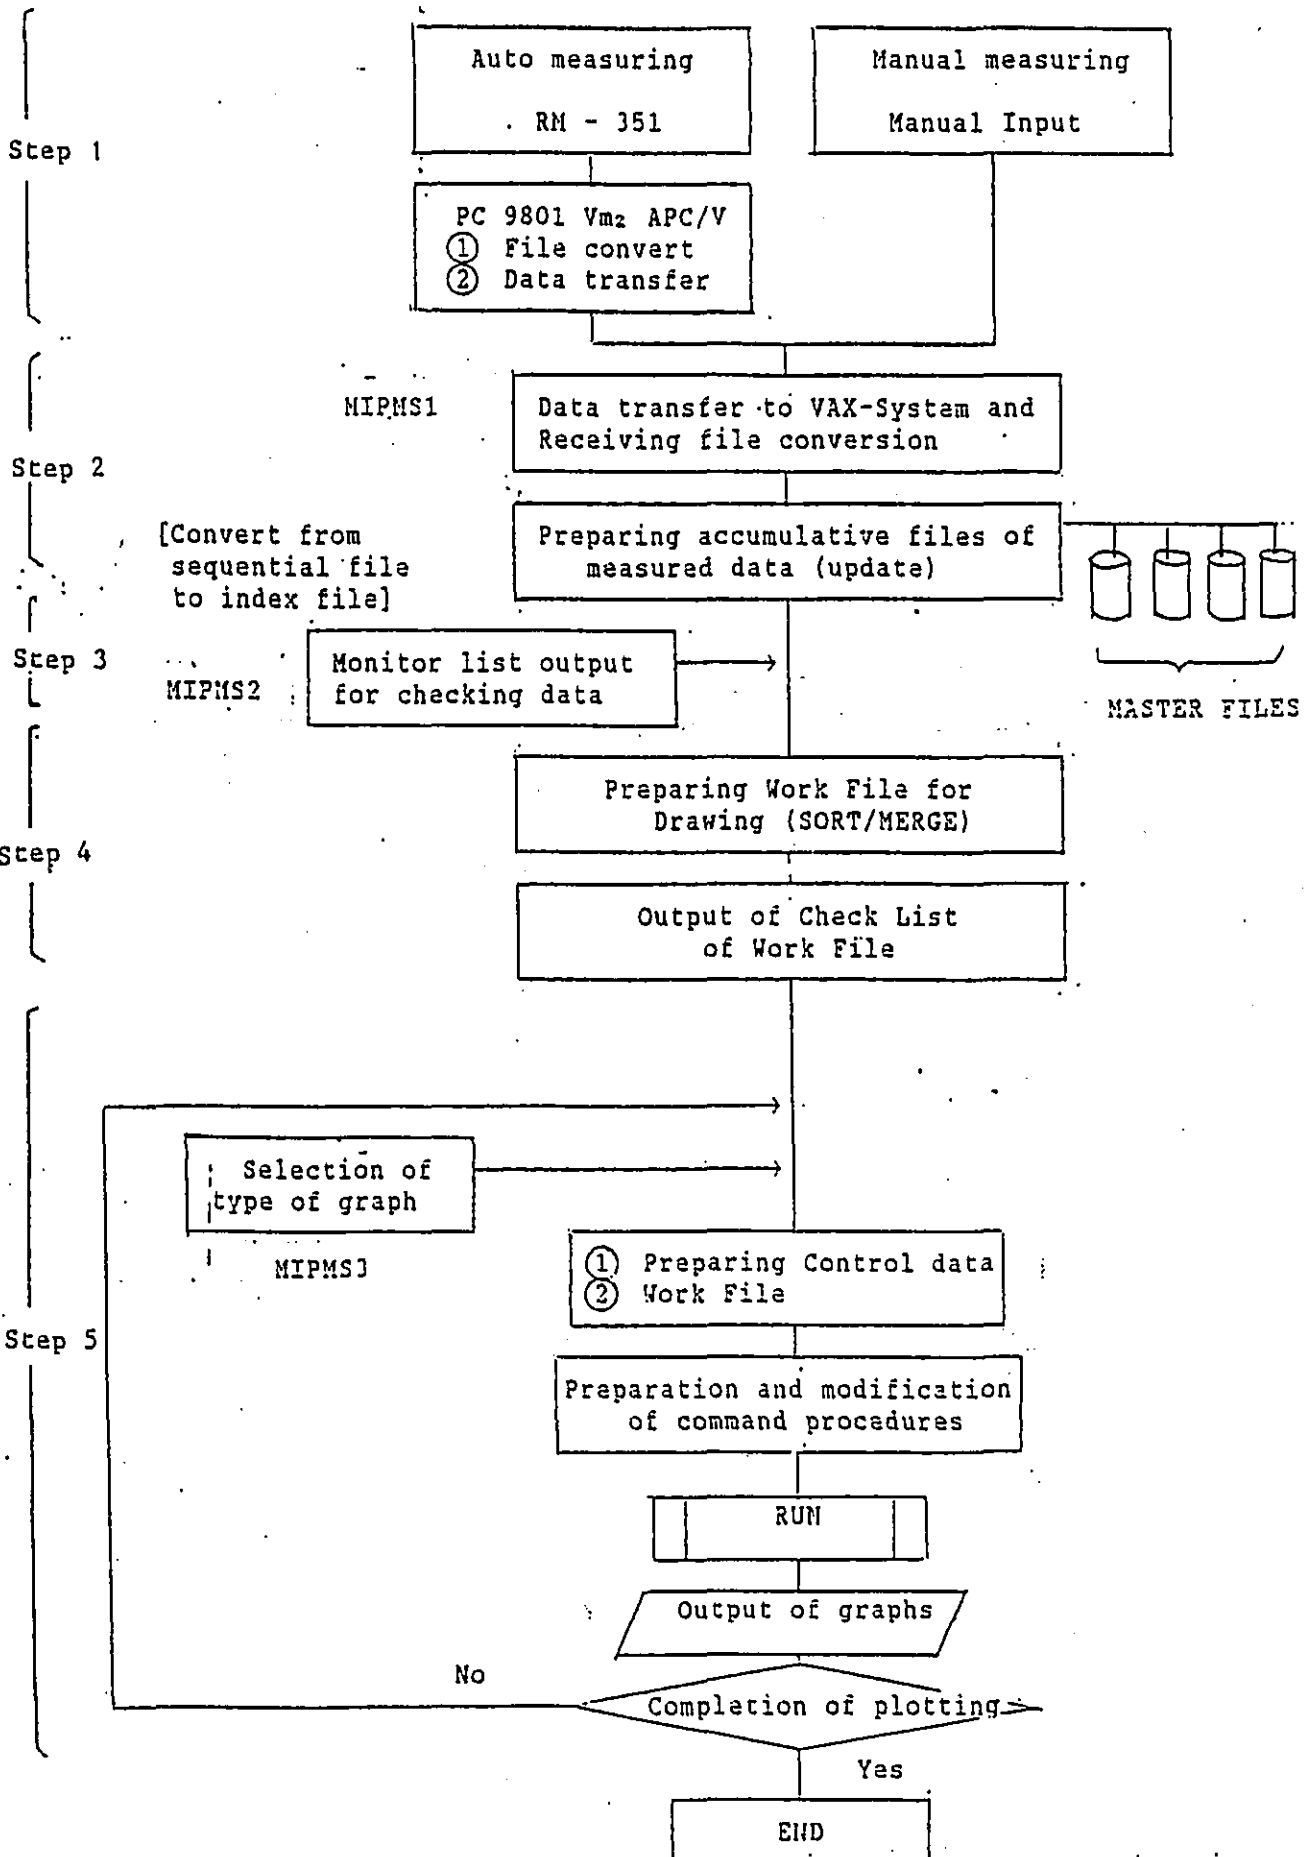 Auto measuring
RM - 351
Manual measuring
Manual Input
Step 1
PC 9801 Vm2 APC/V
① File convert
② Data transfer
MIPMS1
Data transfer to VAX-System and
Receiving file conversion
Step 2
[Convert from
sequential file
to index file]
Preparing accumulative files of
measured data (update)
MASTER FILES
Step 3
MIPMS2
Monitor list output
for checking data
Preparing Work File for
Drawing (SORT/MERGE)
Step 4
Output of Check List
of Work File
Selection of
type of graph
MIPMS3
① Preparing Control data
② Work File
Step 5
Preparation and modification
of command procedures
RUN
Output of graphs
No
Completion of plotting
Yes
END